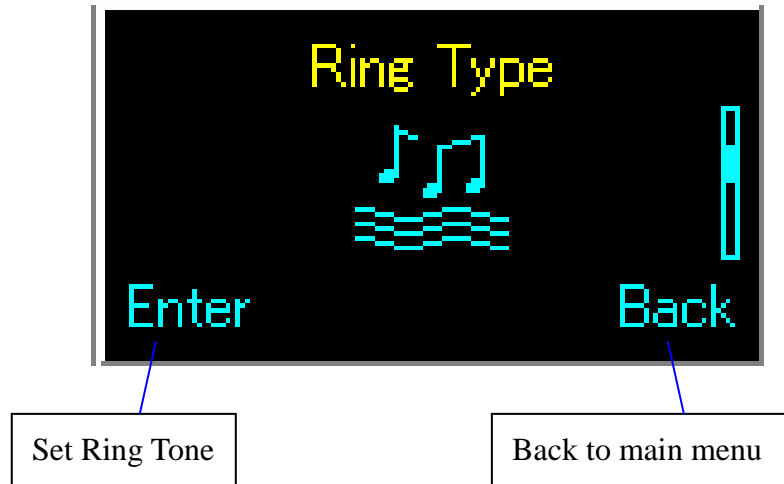 Ring Type
Enter
Back
Set Ring Tone
Back to main menu